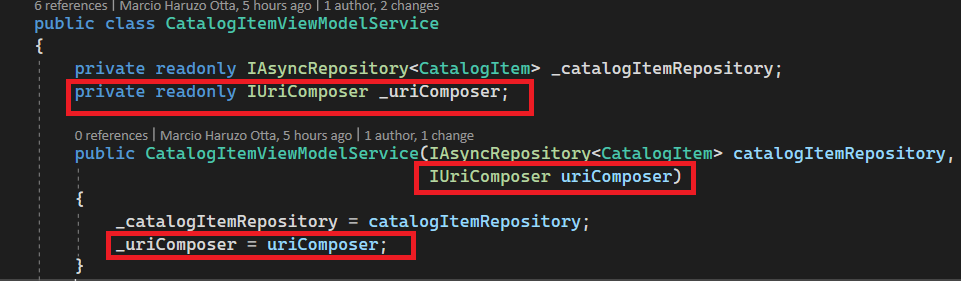 6 references | Marcio Haruzo Otta, 5 hours ago | 1 author, 2 changes
public class CatalogItemViewModelService
{
private readonly IAsyncRepository<CatalogItem> _catalogItemRepository;
private readonly IUriComposer _uriComposer;
0 references | Marcio Haruzo Otta, 5 hours ago | 1 author, 1 change
public CatalogItemViewModelService(IAsyncRepository<CatalogItem> catalogItemRepository,
IUriComposer uriComposer)
{
_catalogItemRepository = catalogItemRepository;
_uriComposer = uriComposer;
}